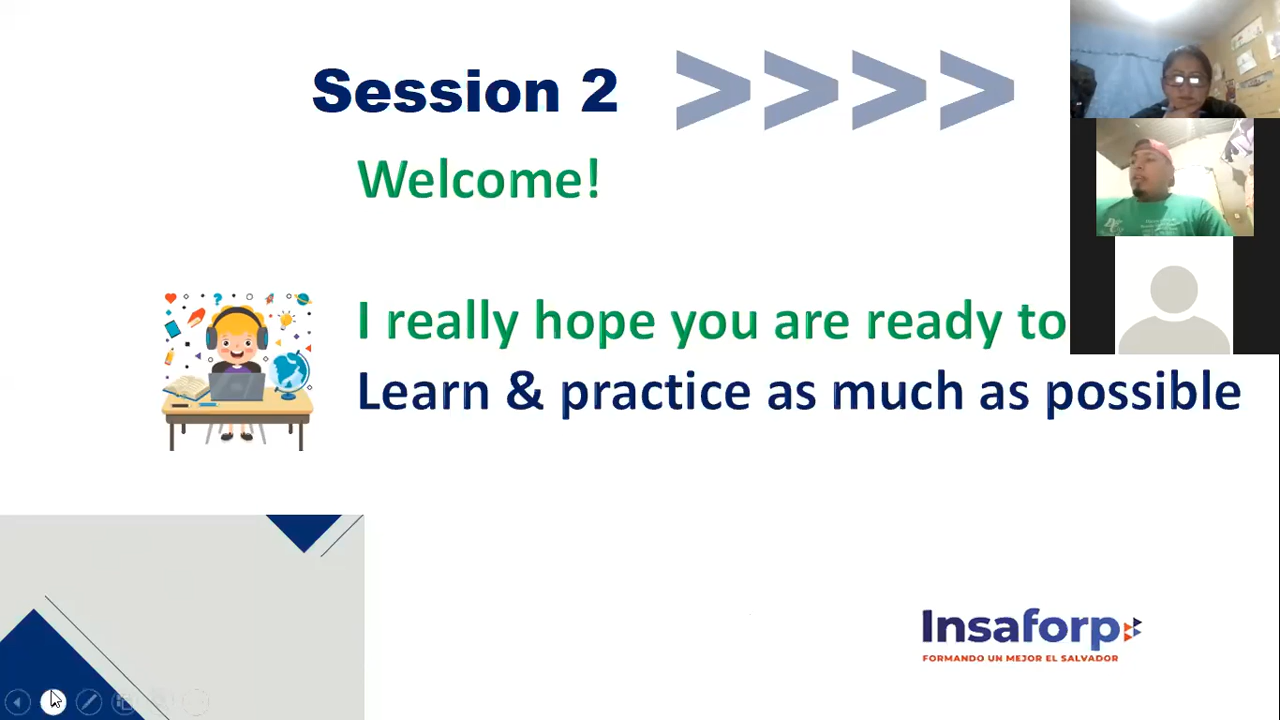 Session 2 >>>>
Welcome!
I really hope you are ready to
Learn & practice as much as possible
Insaforp
FORMANDO UN MEJOR EL SALVADOR